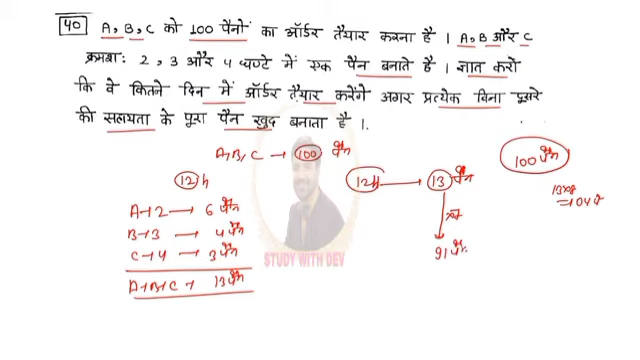 40 A, B, C को 100 पैनों का ऑर्डर तैयार करना है । A, B और C
क्रमशः 2, 3 और 4 घण्टे में एक पैन बनाते है । ज्ञात करो
कि वे कितने दिन में ऑर्डर तैयार करेंगे अगर प्रत्येक बिना दूसरे
की सहायता के पूरा पैन खुद बनाता है ।
A, B, C → 100 पैन
12h
A→2 → 6 पैन
B→3 → 4 पैन
C→4 → 3 पैन
A+B+C → 13 पैन
12h → 13 पैन
×7
91 पैन
100 पैन
13×8
=104 पै
STUDY WITH DEV